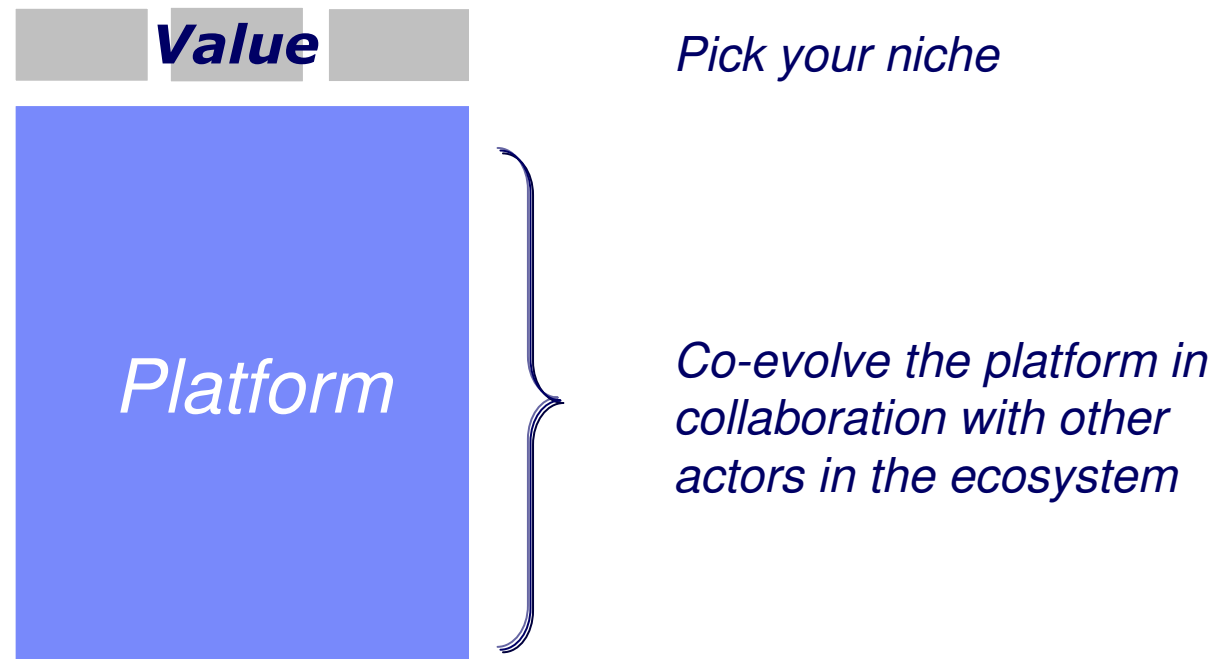 Value
Pick your niche
Platform
Co-evolve the platform in
collaboration with other
actors in the ecosystem